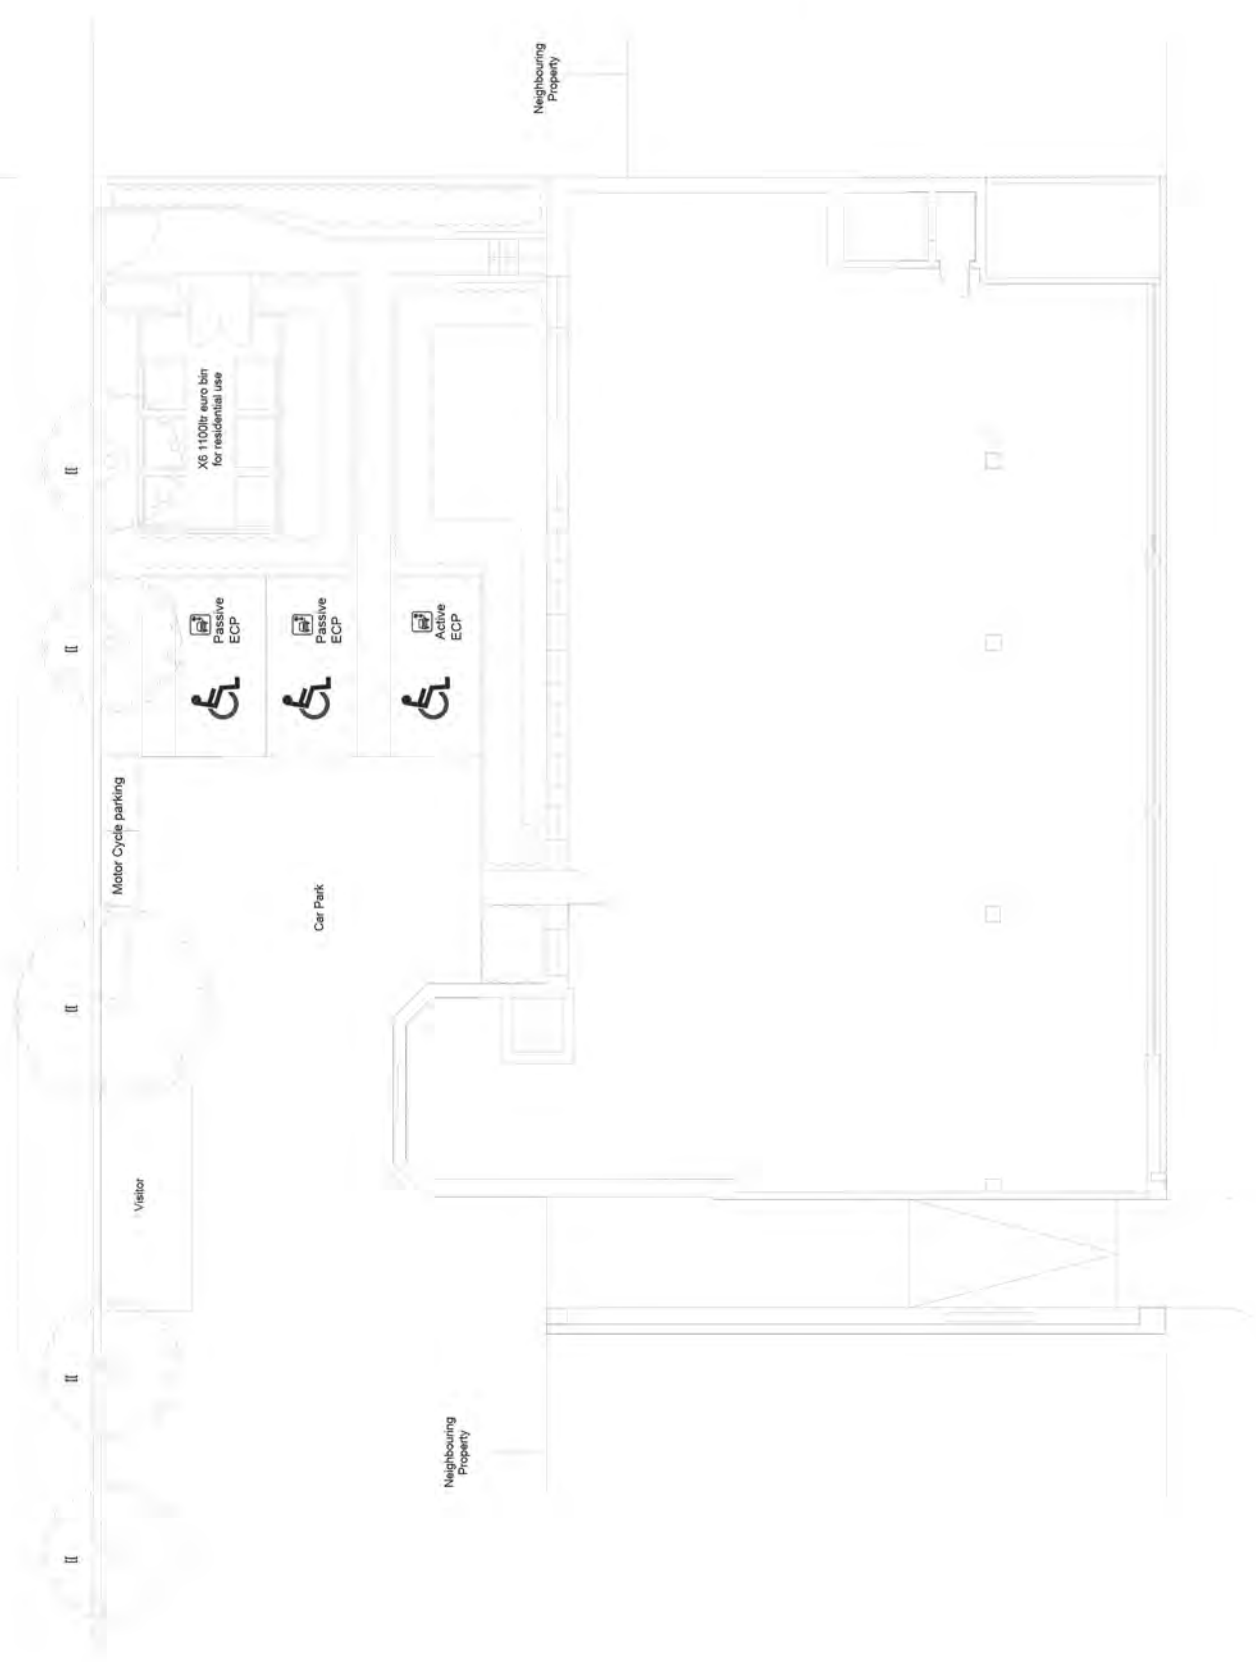 Neighbouring
Property
X6 1100ltr euro bin
for residential use
Passive
ECP
Passive
ECP
Active
ECP
Motor Cycle parking
Car Park
Visitor
Neighbouring
Property